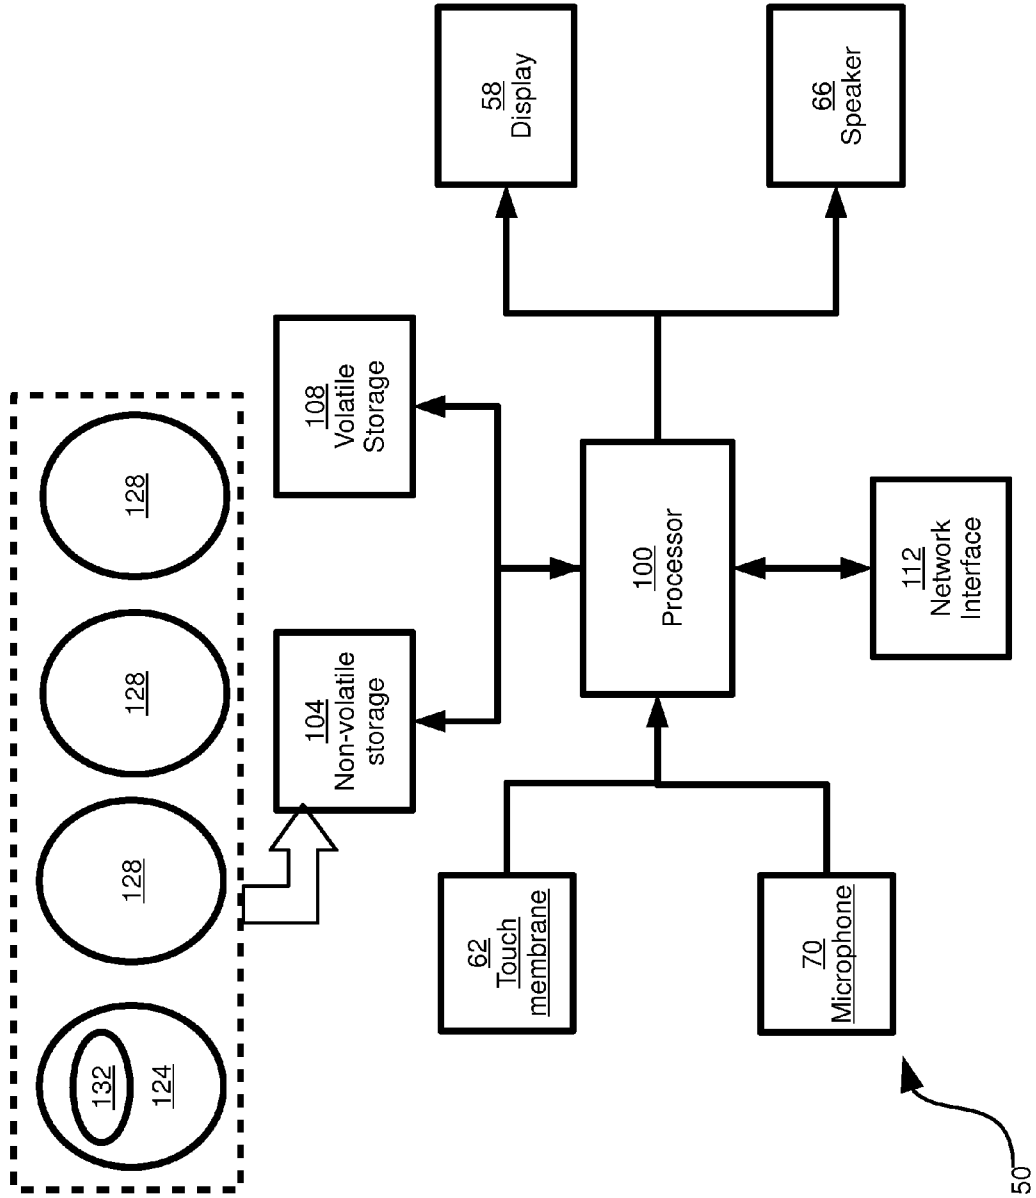 132
124
128
128
128
104
Non-volatile
storage
108
Volatile
Storage
62
Touch
membrane
58
Display
100
Processor
70
Microphone
66
Speaker
112
Network
Interface
50